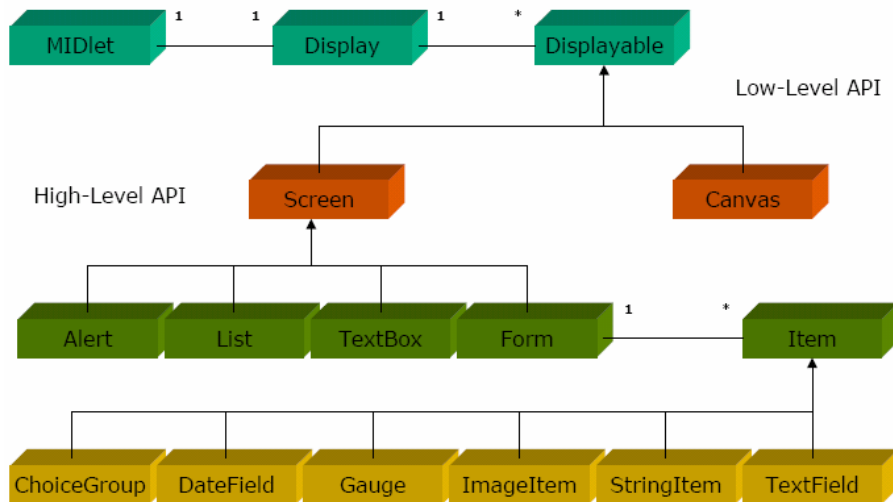 1 1 1 *
MIDlet Display Displayable
Low-Level API
High-Level API
Screen Canvas
1 *
Alert List TextBox Form Item
ChoiceGroup DateField Gauge ImageItem StringItem TextField